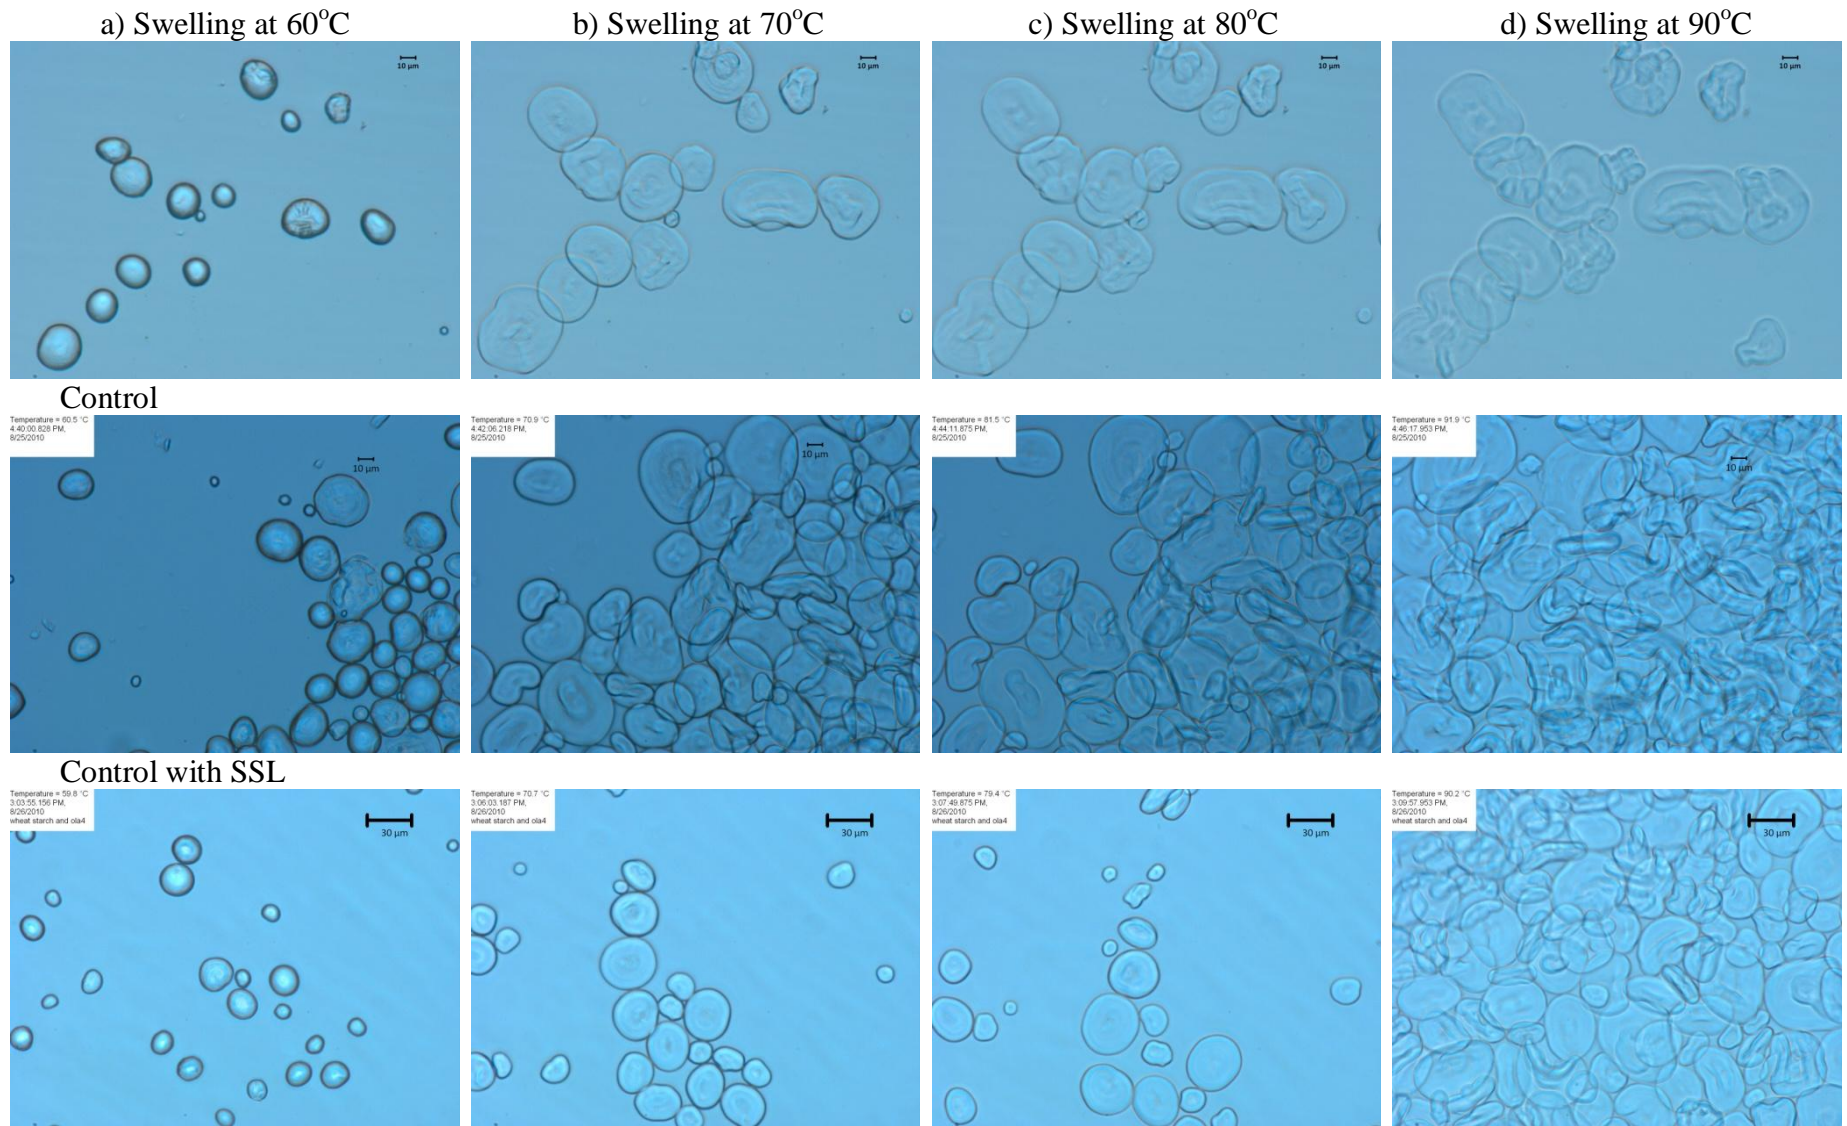 a) Swelling at 60°C
b) Swelling at 70°C
c) Swelling at 80°C
d) Swelling at 90°C
10 µm
10 µm
10 µm
10 µm
Control
Temperature = 60.5 °C
4:40:00.828 PM,
8/25/2010
10 µm
Temperature = 70.9 °C
4:42:06.218 PM,
8/25/2010
10 µm
Temperature = 81.5 °C
4:44:11.875 PM,
8/25/2010
Temperature = 91.9 °C
4:46:17.953 PM,
8/25/2010
10 µm
Control with SSL
Temperature = 59.8 °C
3:03:55.156 PM,
8/26/2010
wheat starch and ola4
30 µm
Temperature = 70.7 °C
3:06:03.187 PM,
8/26/2010
wheat starch and ola4
30 µm
Temperature = 79.4 °C
3:07:49.875 PM,
8/26/2010
wheat starch and ola4
30 µm
Temperature = 90.2 °C
3:09:57.953 PM,
8/26/2010
wheat starch and ola4
30 µm